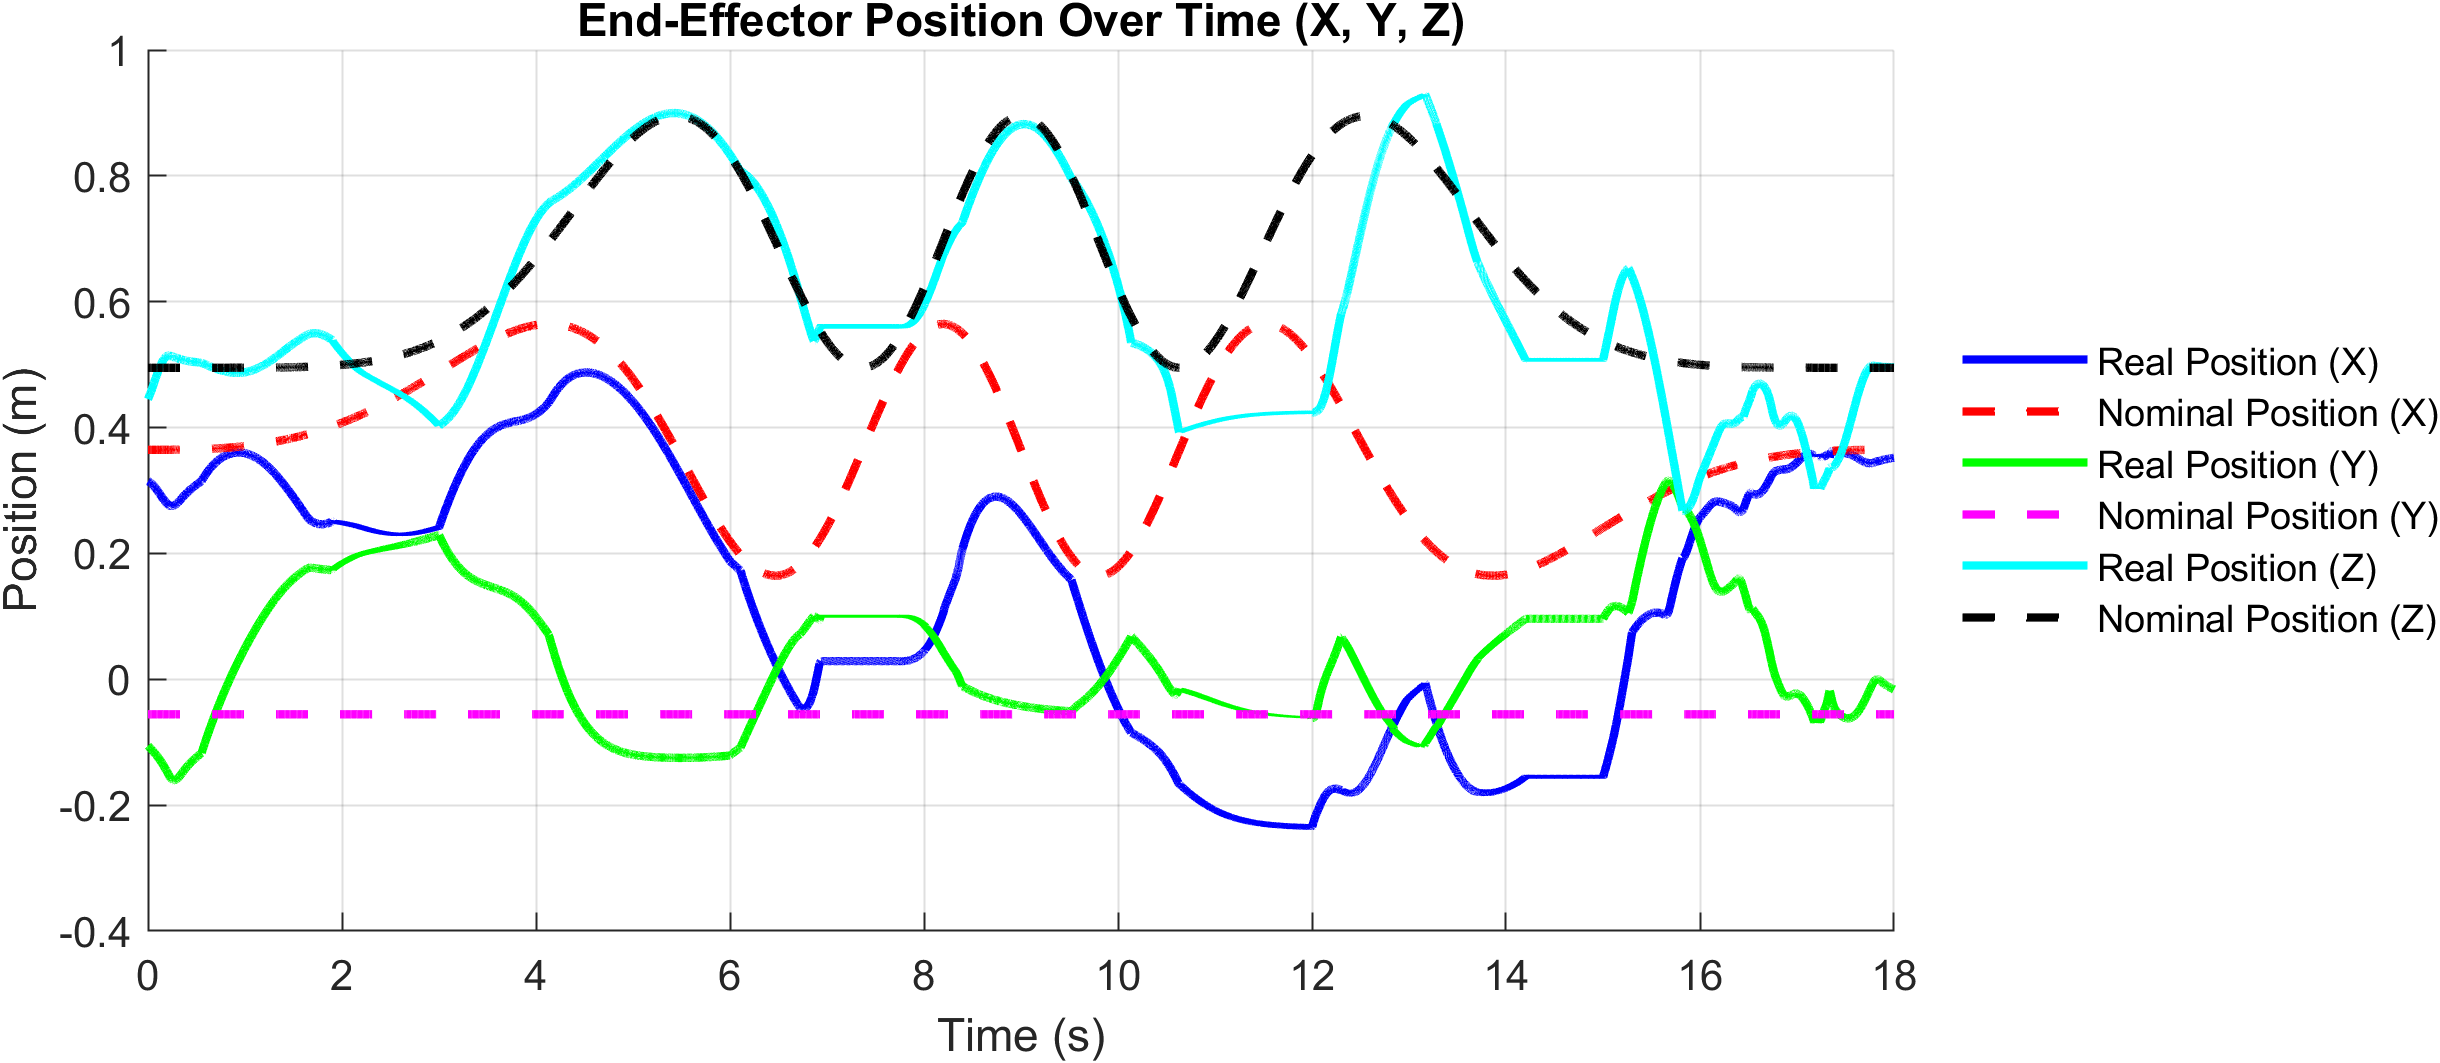 End-Effector Position Over Time (X, Y, Z)
Position (m)
1
0.8
0.6
0.4
0.2
0
-0.2
-0.4
0 2 4 6 8 10 12 14 16 18
Time (s)
Real Position (X)
Nominal Position (X)
Real Position (Y)
Nominal Position (Y)
Real Position (Z)
Nominal Position (Z)